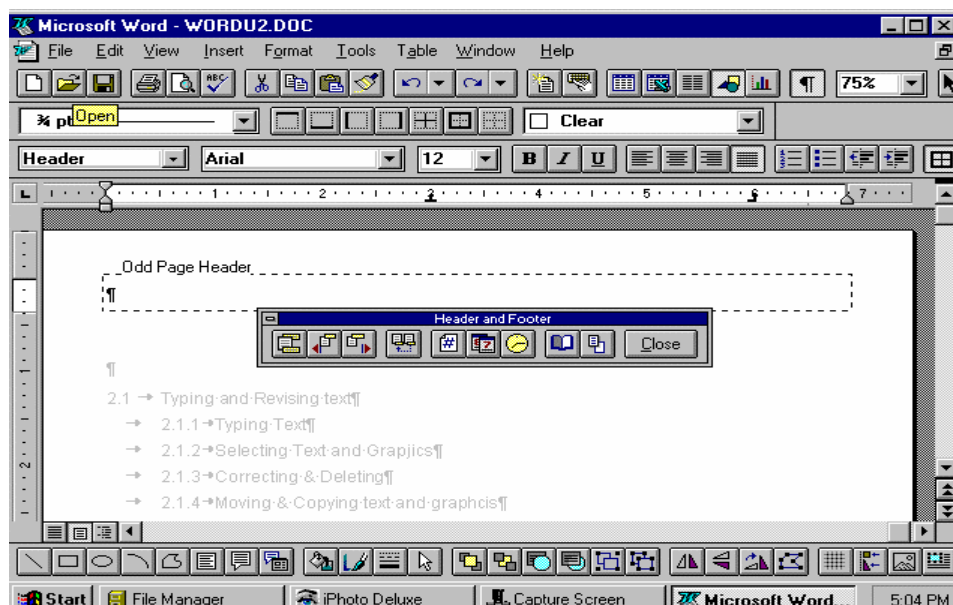 Microsoft Word - WORDU2.DOC
File Edit View Insert Format Tools Table Window Help
ABC 75%
Open
¾ pt Clear
Header Arial 12 B I U
1 2 3 4 5 6 7
Odd Page Header
¶
Header and Footer
Close
¶
2.1 → Typing·and·Revising·text¶
→ 2.1.1→Typing·Text¶
→ 2.1.2→Selecting·Text·and·Grapjics¶
→ 2.1.3→Correcting·&·Deleting¶
→ 2.1.4→Moving·&·Copying·text·and·graphcis¶
2
Start File Manager iPhoto Deluxe Capture Screen Microsoft Word... 5:04 PM